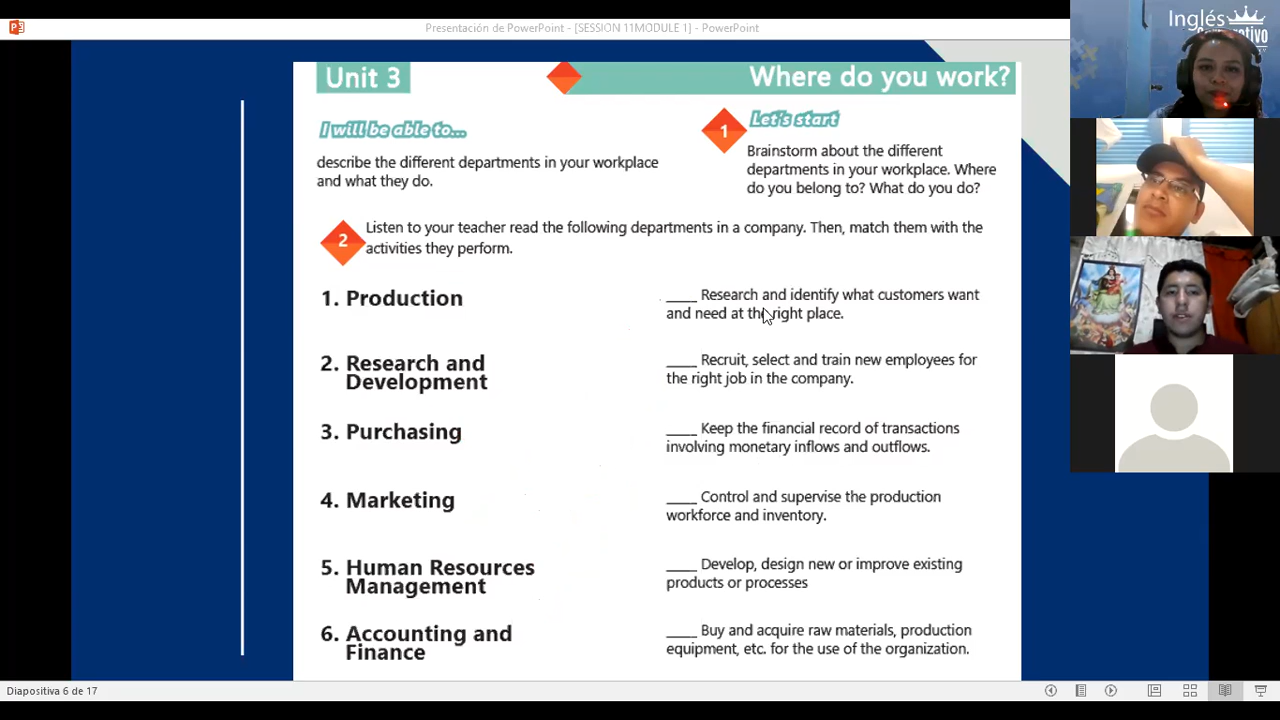 Presentación de PowerPoint - [SESSION 11MODULE 1] - PowerPoint
Inglés
Corporativo
Unit 3
Where do you work?
I will be able to...
describe the different departments in your workplace
and what they do.
1
Let's start
Brainstorm about the different
departments in your workplace. Where
do you belong to? What do you do?
2
Listen to your teacher read the following departments in a company. Then, match them with the
activities they perform.
1. Production
____ Research and identify what customers want
and need at the right place.
2. Research and
Development
____ Recruit, select and train new employees for
the right job in the company.
3. Purchasing
____ Keep the financial record of transactions
involving monetary inflows and outflows.
4. Marketing
____ Control and supervise the production
workforce and inventory.
5. Human Resources
Management
____ Develop, design new or improve existing
products or processes
6. Accounting and
Finance
____ Buy and acquire raw materials, production
equipment, etc. for the use of the organization.
Diapositiva 6 de 17